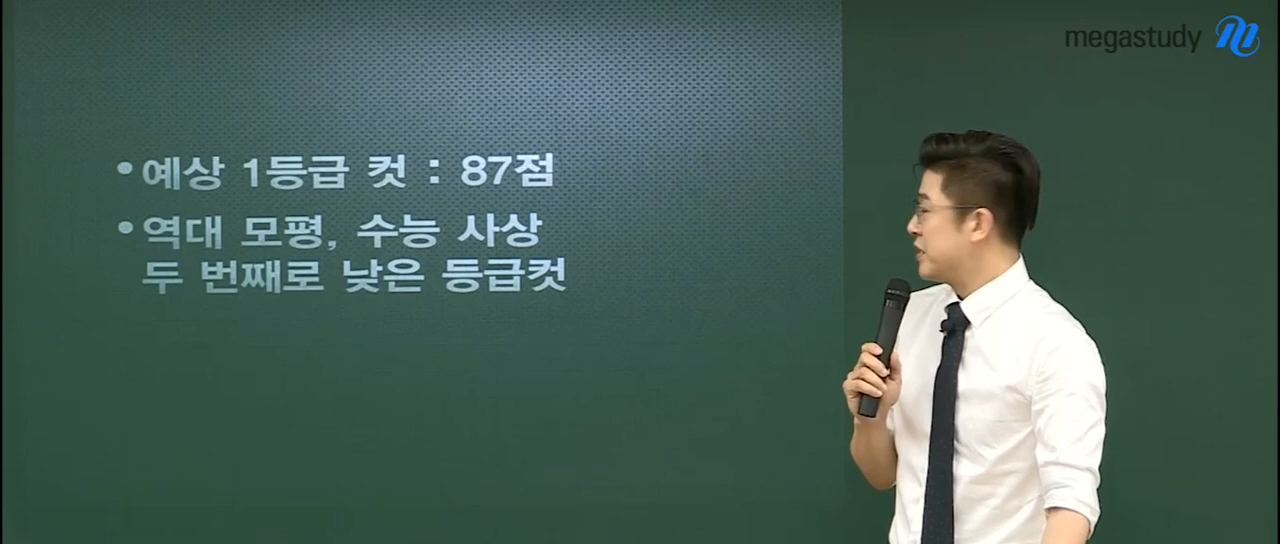 megastudy
•예상 1등급 컷 : 87점
•역대 모평, 수능 사상
두 번째로 낮은 등급컷